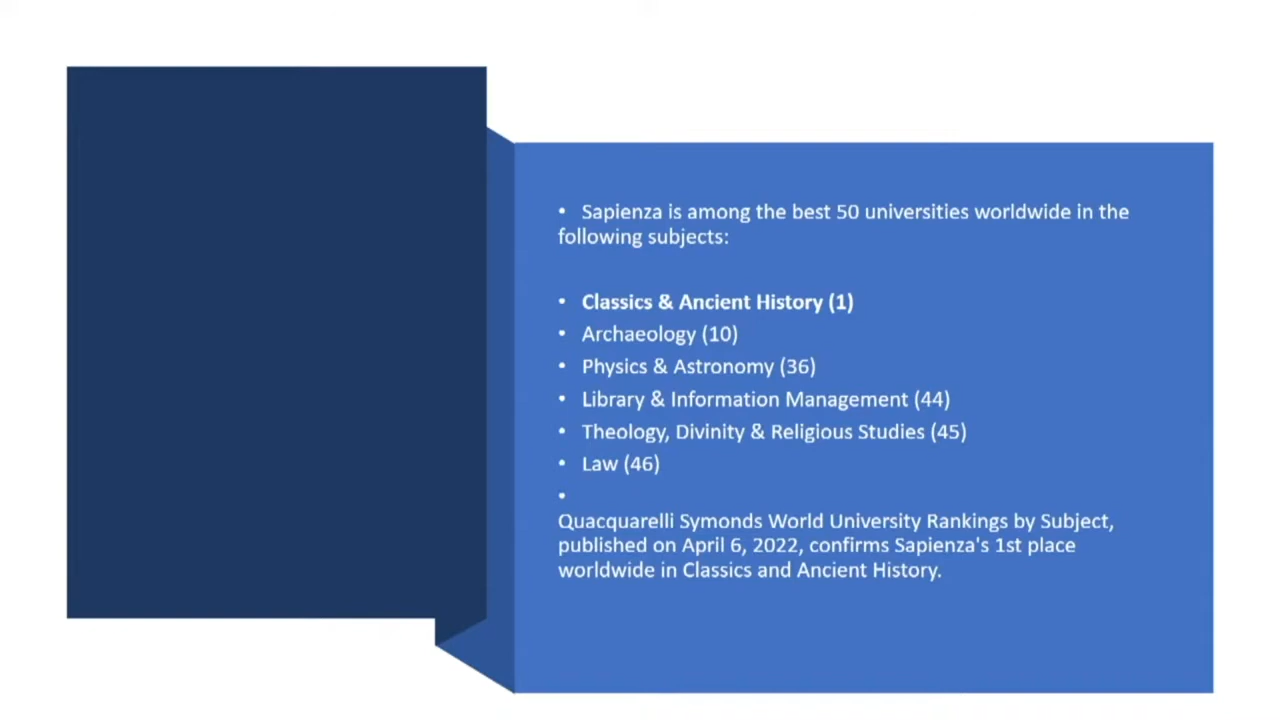 • Sapienza is among the best 50 universities worldwide in the
following subjects:
• Classics & Ancient History (1)
• Archaeology (10)
• Physics & Astronomy (36)
• Library & Information Management (44)
• Theology, Divinity & Religious Studies (45)
• Law (46)
•
Quacquarelli Symonds World University Rankings by Subject,
published on April 6, 2022, confirms Sapienza's 1st place
worldwide in Classics and Ancient History.